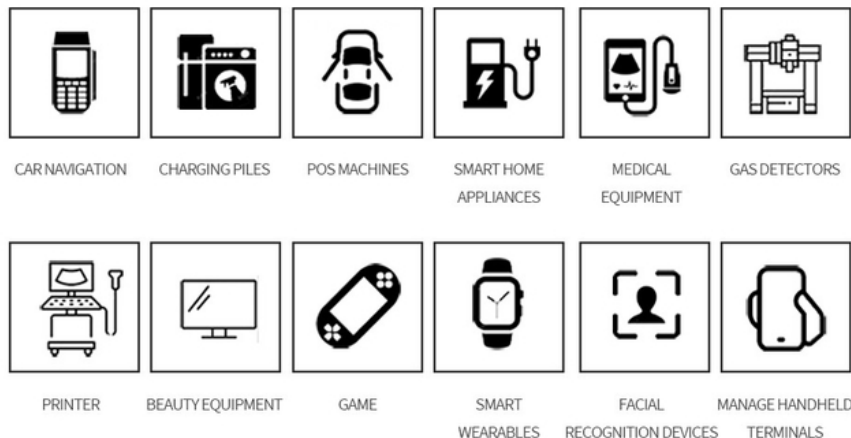 CAR NAVIGATION
CHARGING PILES
POS MACHINES
SMART HOME
APPLIANCES
MEDICAL
EQUIPMENT
GAS DETECTORS
PRINTER
BEAUTY EQUIPMENT
GAME
SMART
WEARABLES
FACIAL
RECOGNITION DEVICES
MANAGE HANDHELD
TERMINALS